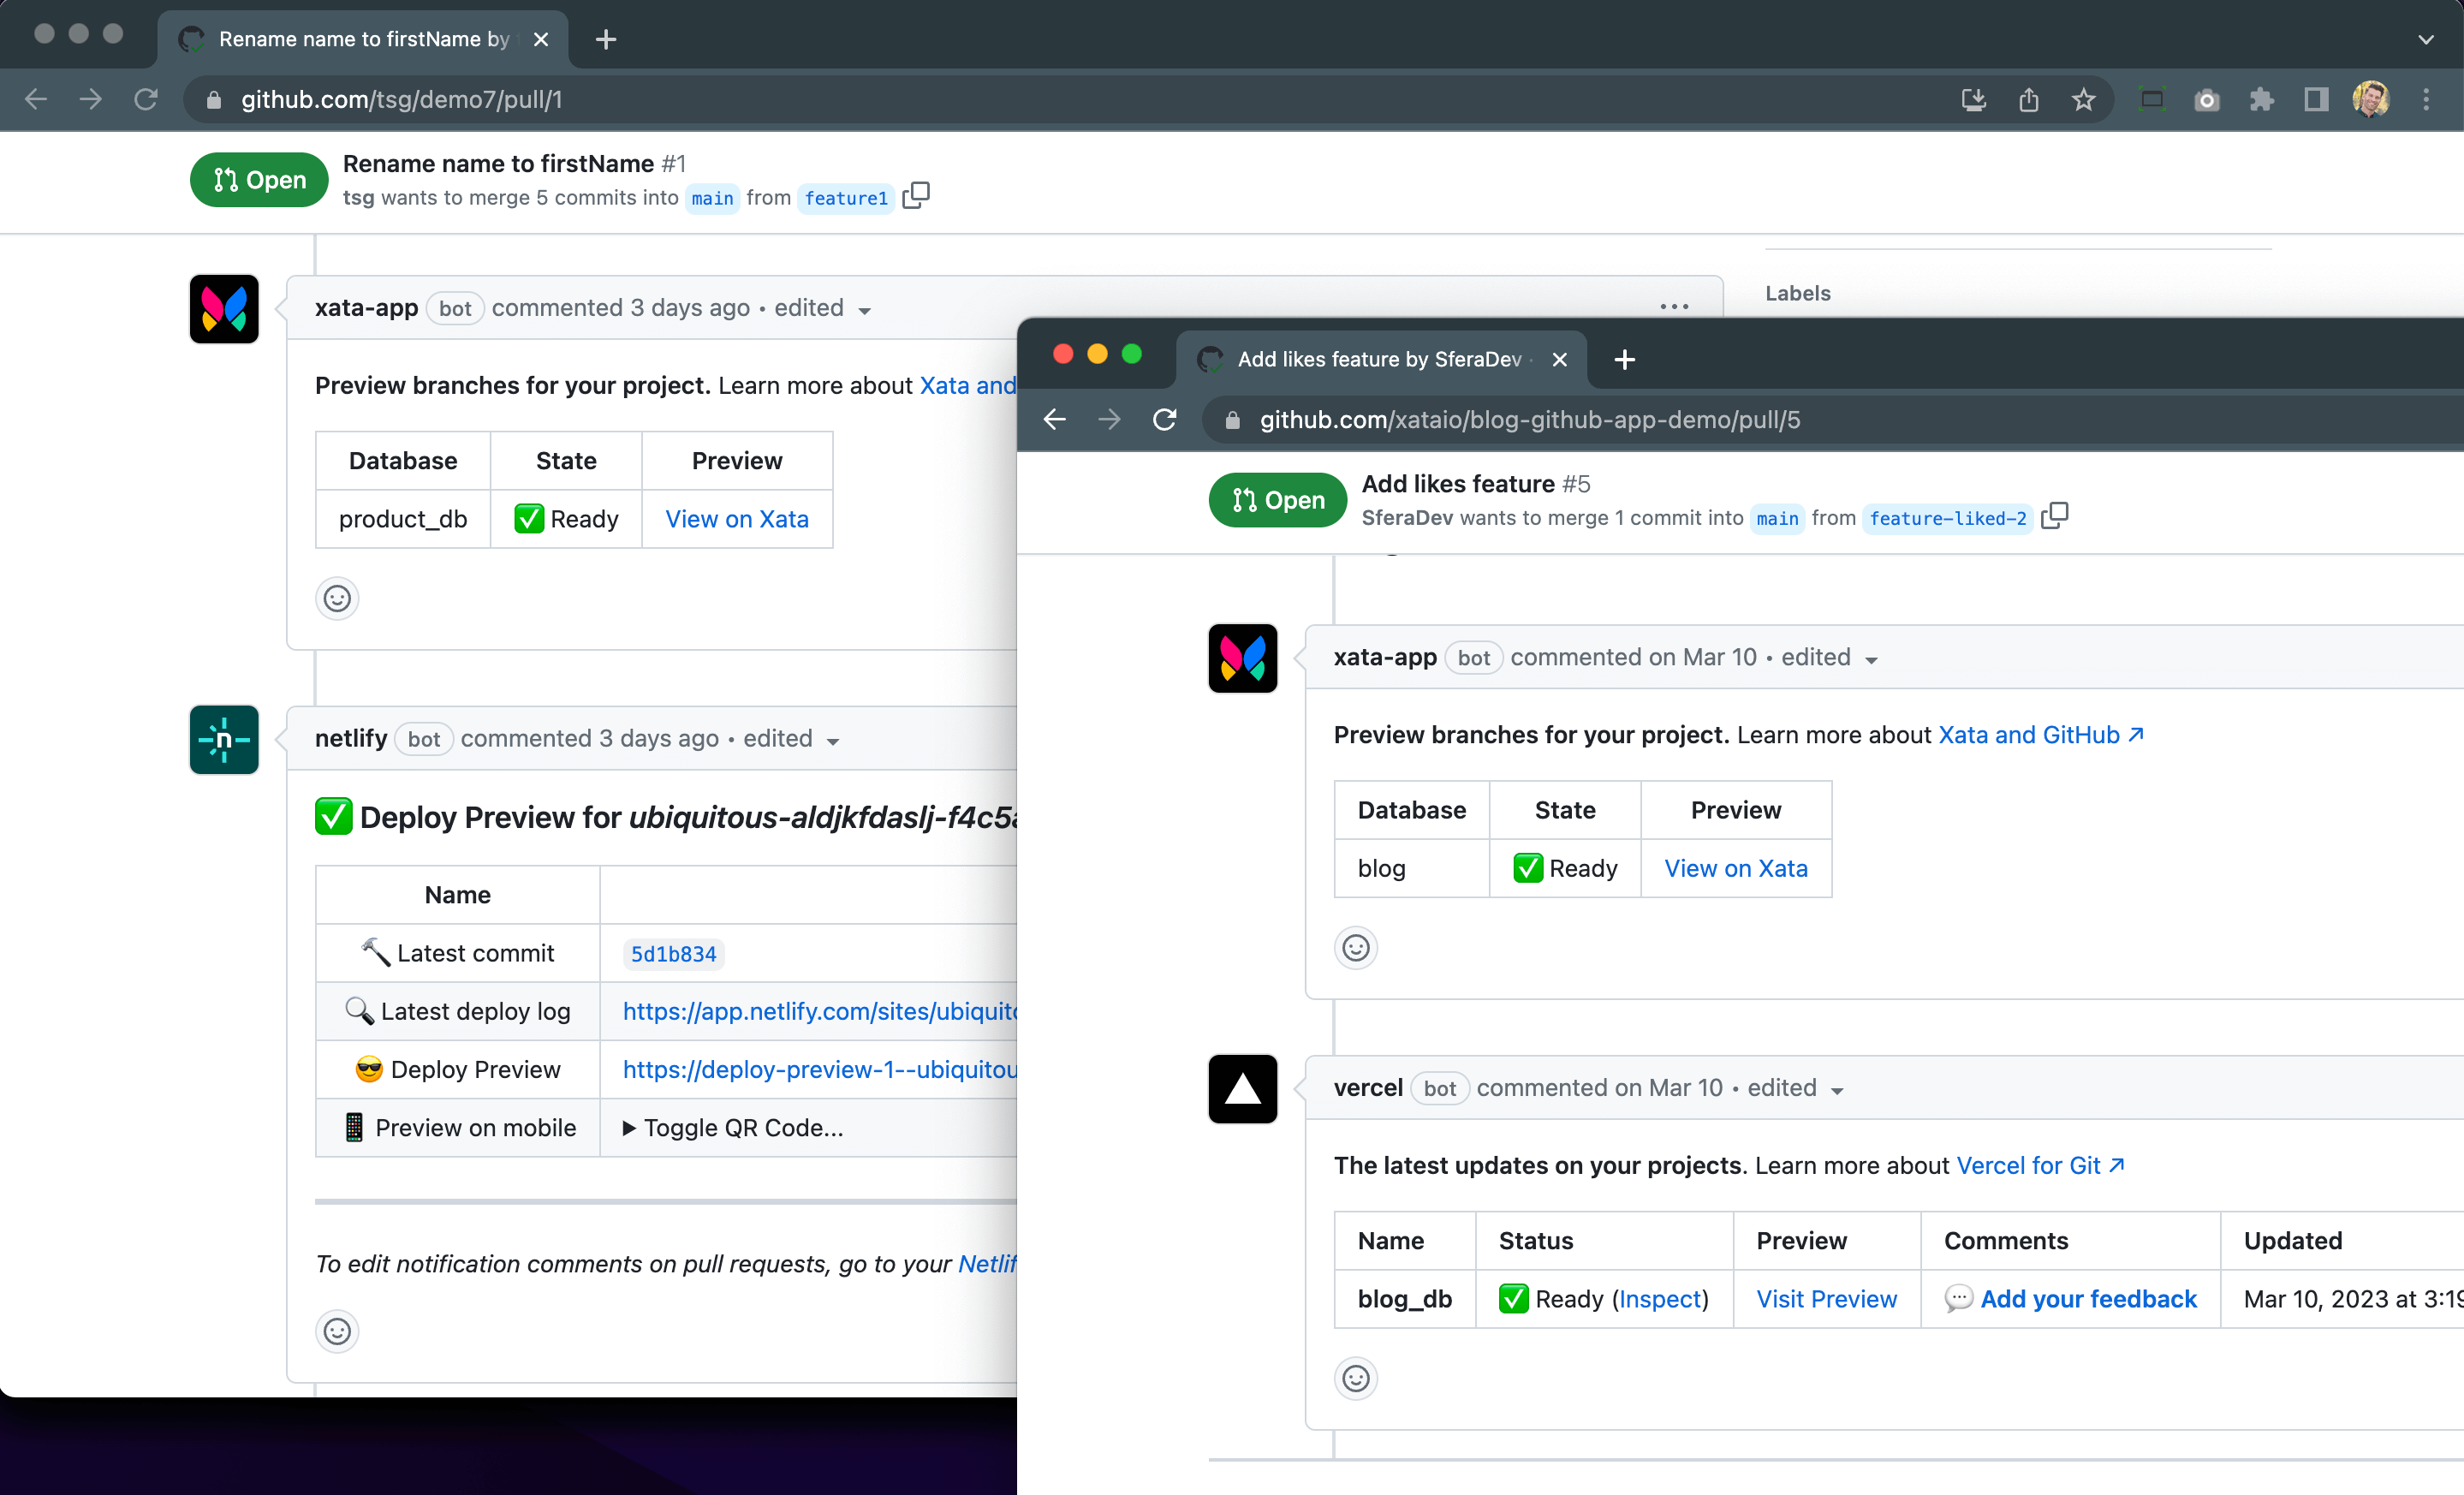 Rename name to firstName by
github.com/tsg/demo7/pull/1
Open
Rename name to firstName #1
tsg wants to merge 5 commits into main from feature1
Labels
xata-app bot commented 3 days ago • edited
Preview branches for your project. Learn more about Xata and
Database State Preview
product_db ✅ Ready View on Xata
netlify bot commented 3 days ago • edited
✅ Deploy Preview for ubiquitous-aldjkfdaslj-f4c5
Name
🔨 Latest commit 5d1b834
🔍 Latest deploy log https://app.netlify.com/sites/ubiquit
😎 Deploy Preview https://deploy-preview-1--ubiquitou
📱 Preview on mobile ▶ Toggle QR Code...
To edit notification comments on pull requests, go to your Netlif
Add likes feature by SferaDev
github.com/xataio/blog-github-app-demo/pull/5
Open
Add likes feature #5
SferaDev wants to merge 1 commit into main from feature-liked-2
xata-app bot commented on Mar 10 • edited
Preview branches for your project. Learn more about Xata and GitHub ↗
Database State Preview
blog ✅ Ready View on Xata
vercel bot commented on Mar 10 • edited
The latest updates on your projects. Learn more about Vercel for Git ↗
Name Status Preview Comments Updated
blog_db ✅ Ready (Inspect) Visit Preview 💬 Add your feedback Mar 10, 2023 at 3:19